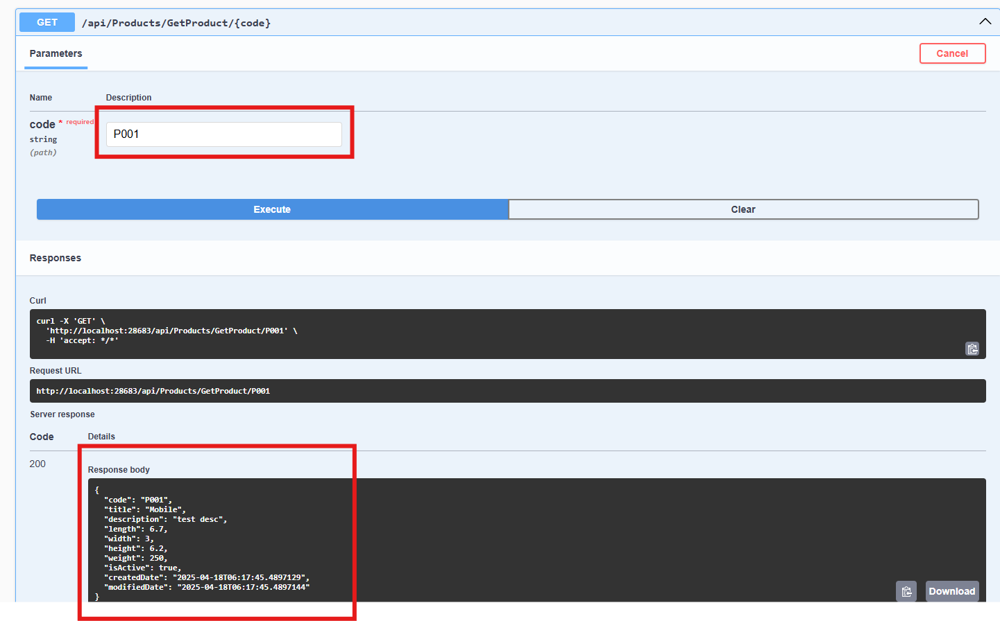 GET /api/Products/GetProduct/{code}
Parameters
Cancel
Name Description
code * required
string
(path)
P001
Execute Clear
Responses
Curl
curl -X 'GET' \
  'http://localhost:28683/api/Products/GetProduct/P001' \
  -H 'accept: */*'
Request URL
http://localhost:28683/api/Products/GetProduct/P001
Server response
Code Details
200
Response body
{
  "code": "P001",
  "title": "Mobile",
  "description": "test desc",
  "length": 6.7,
  "width": 3,
  "height": 6.2,
  "weight": 250,
  "isActive": true,
  "createdDate": "2025-04-18T06:17:45.4897129",
  "modifiedDate": "2025-04-18T06:17:45.4897144"
}
Download